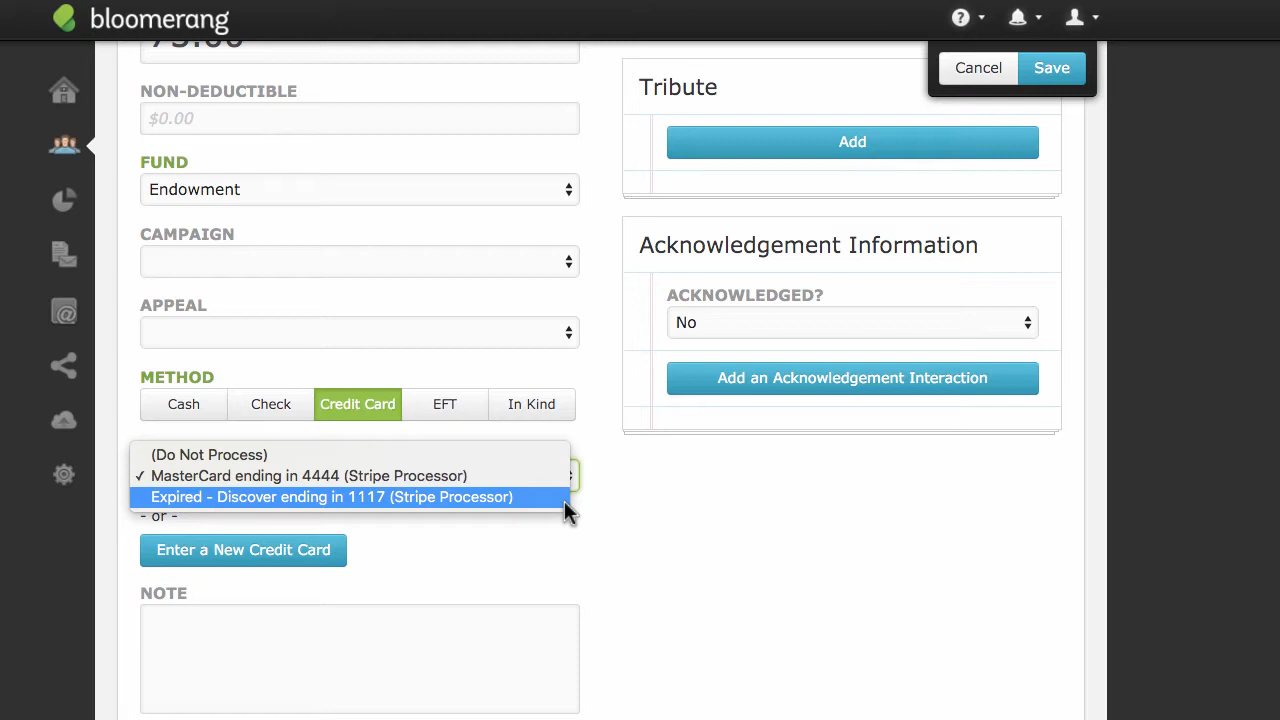 bloomerang
75.00
Cancel
Save
NON-DEDUCTIBLE
$0.00
FUND
Endowment
CAMPAIGN
APPEAL
METHOD
Cash
Check
Credit Card
EFT
In Kind
(Do Not Process)
✓ MasterCard ending in 4444 (Stripe Processor)
Expired - Discover ending in 1117 (Stripe Processor)
- or -
Enter a New Credit Card
NOTE
Tribute
Add
Acknowledgement Information
ACKNOWLEDGED?
No
Add an Acknowledgement Interaction